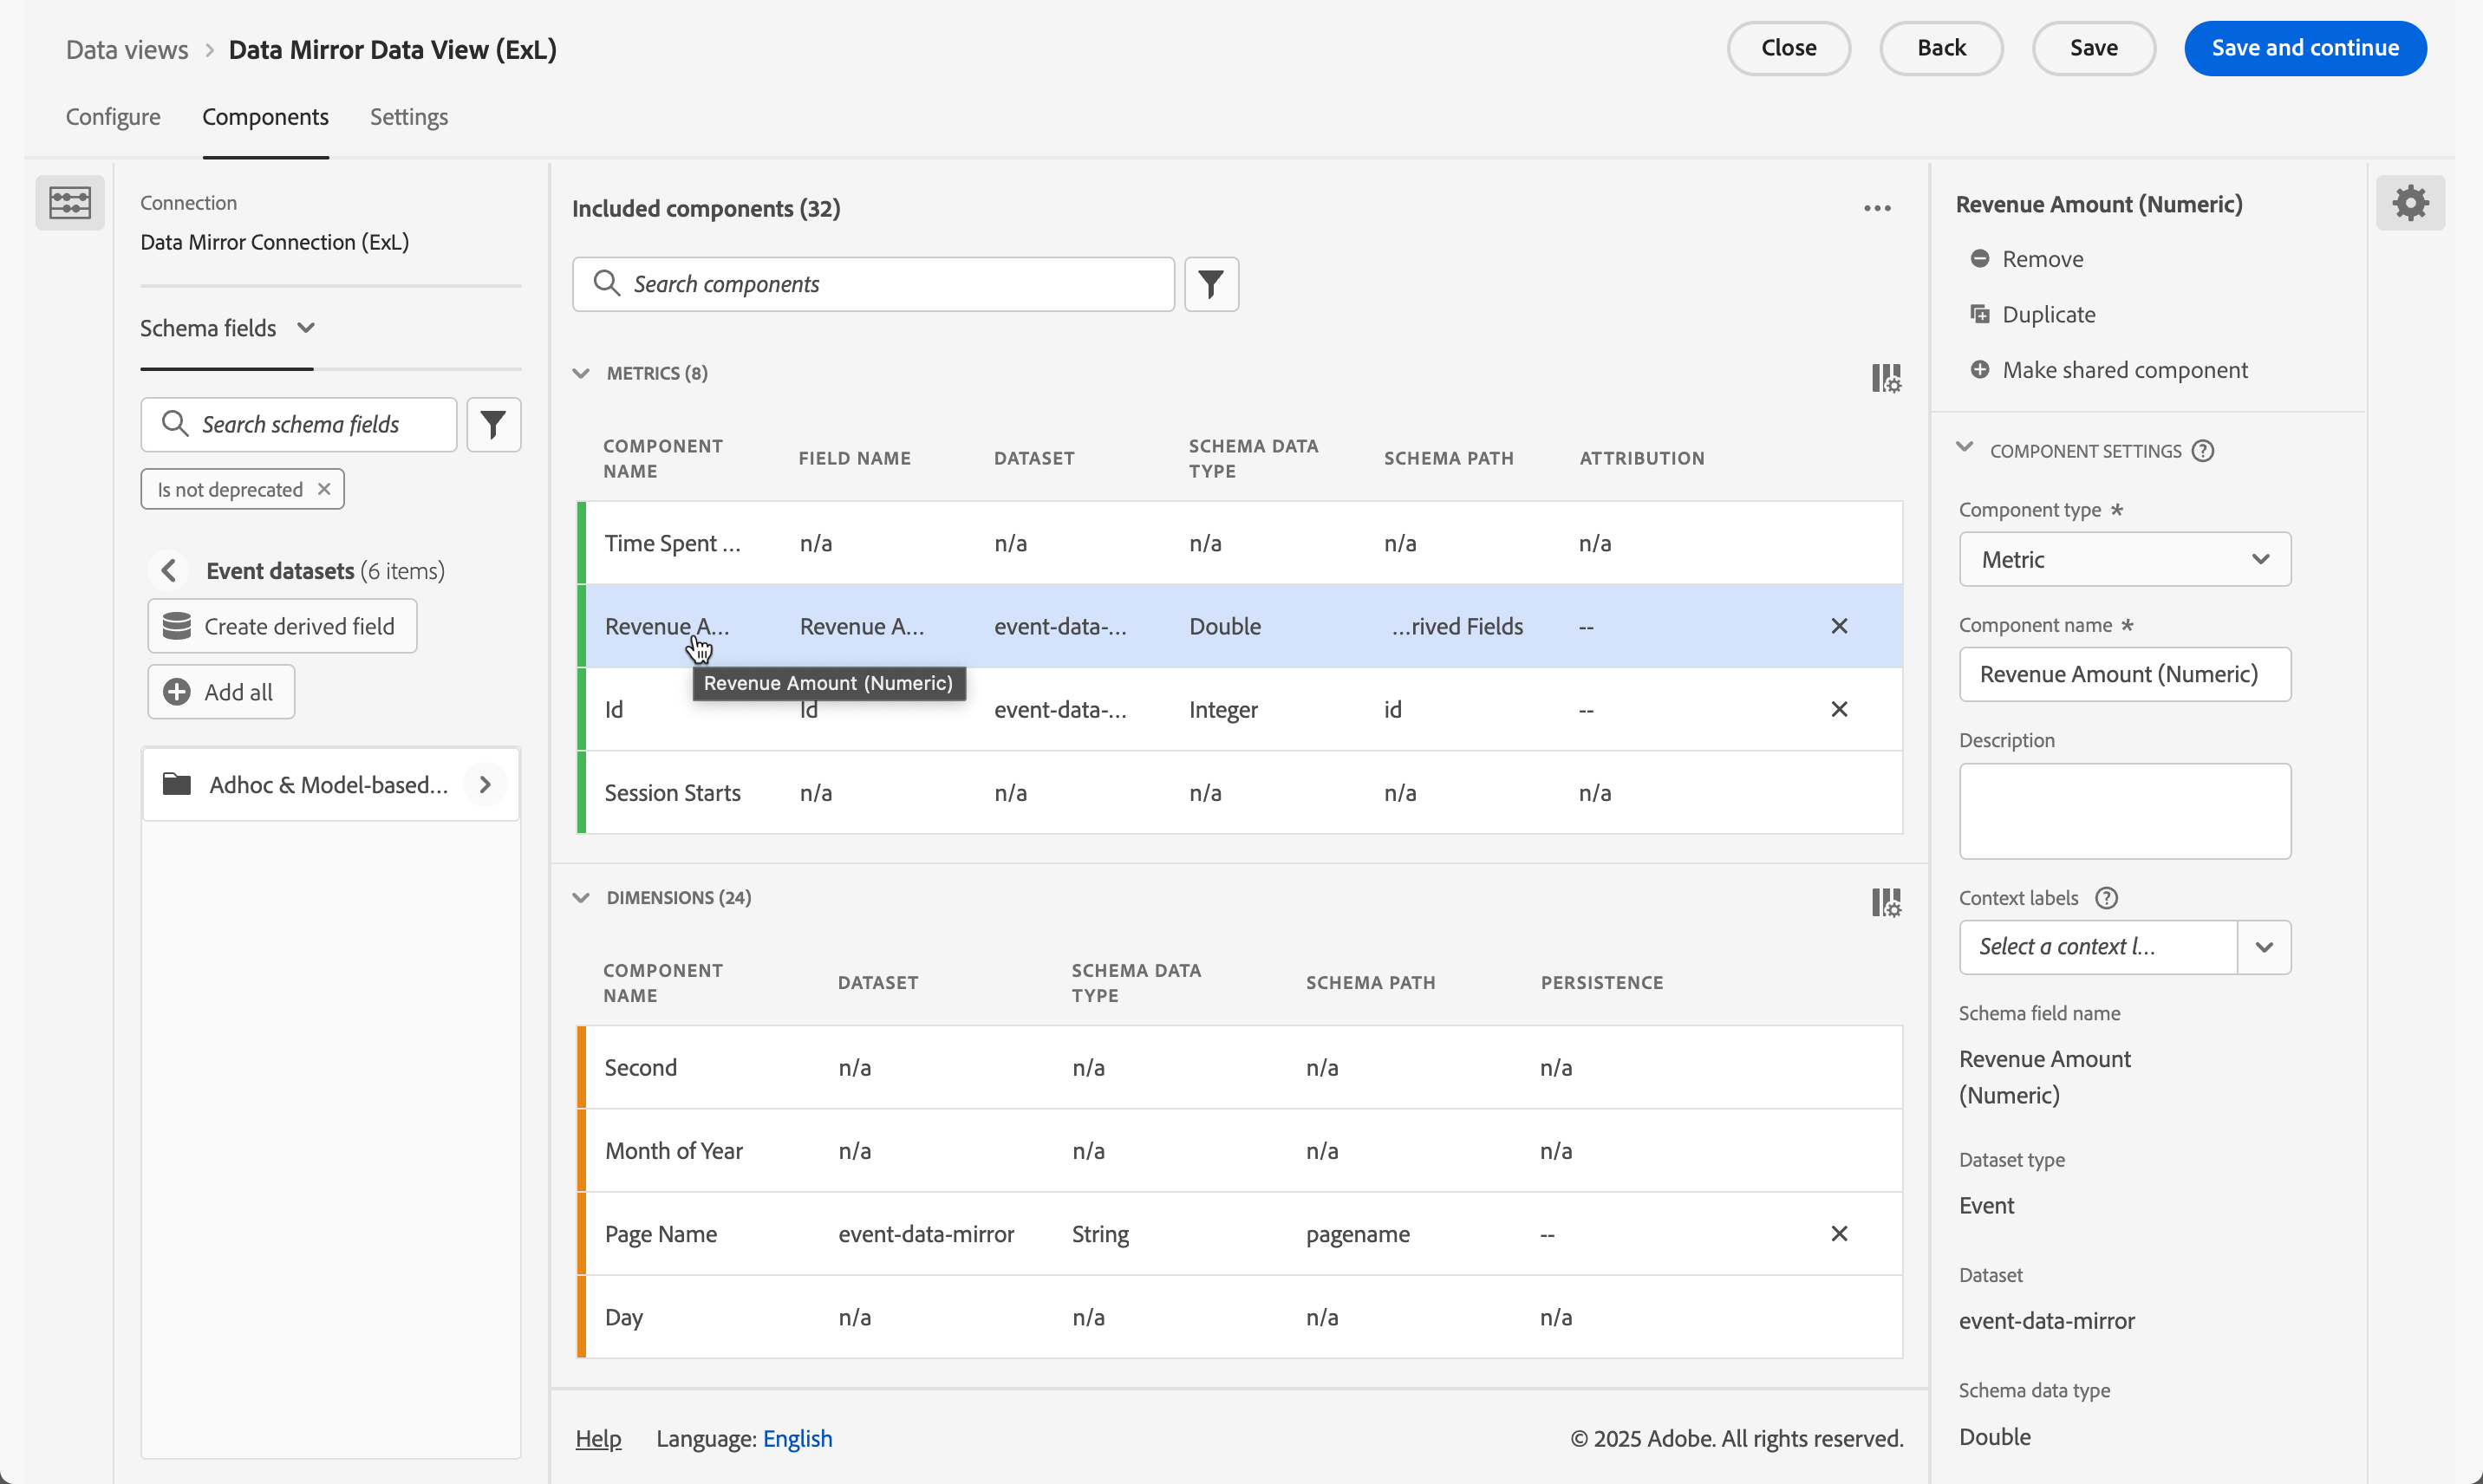 Data views > Data Mirror Data View (ExL)
Close
Back
Save
Save and continue
Configure
Components
Settings
Connection
Data Mirror Connection (ExL)
Schema fields
Search schema fields
Is not deprecated
Event datasets (6 items)
Create derived field
Add all
Adhoc & Model-based...
Included components (32)
Search components
METRICS (8)
COMPONENT NAME FIELD NAME DATASET SCHEMA DATA TYPE SCHEMA PATH ATTRIBUTION
Time Spent ... n/a n/a n/a n/a n/a
Revenue A... Revenue A... event-data-... Double ...rived Fields --
Revenue Amount (Numeric)
Id Id event-data-... Integer id --
Session Starts n/a n/a n/a n/a n/a
DIMENSIONS (24)
COMPONENT NAME DATASET SCHEMA DATA TYPE SCHEMA PATH PERSISTENCE
Second n/a n/a n/a n/a
Month of Year n/a n/a n/a n/a
Page Name event-data-mirror String pagename --
Day n/a n/a n/a n/a
Help Language: English © 2025 Adobe. All rights reserved.
Revenue Amount (Numeric)
Remove
Duplicate
Make shared component
COMPONENT SETTINGS
Component type *
Metric
Component name *
Revenue Amount (Numeric)
Description
Context labels
Select a context l...
Schema field name
Revenue Amount
(Numeric)
Dataset type
Event
Dataset
event-data-mirror
Schema data type
Double